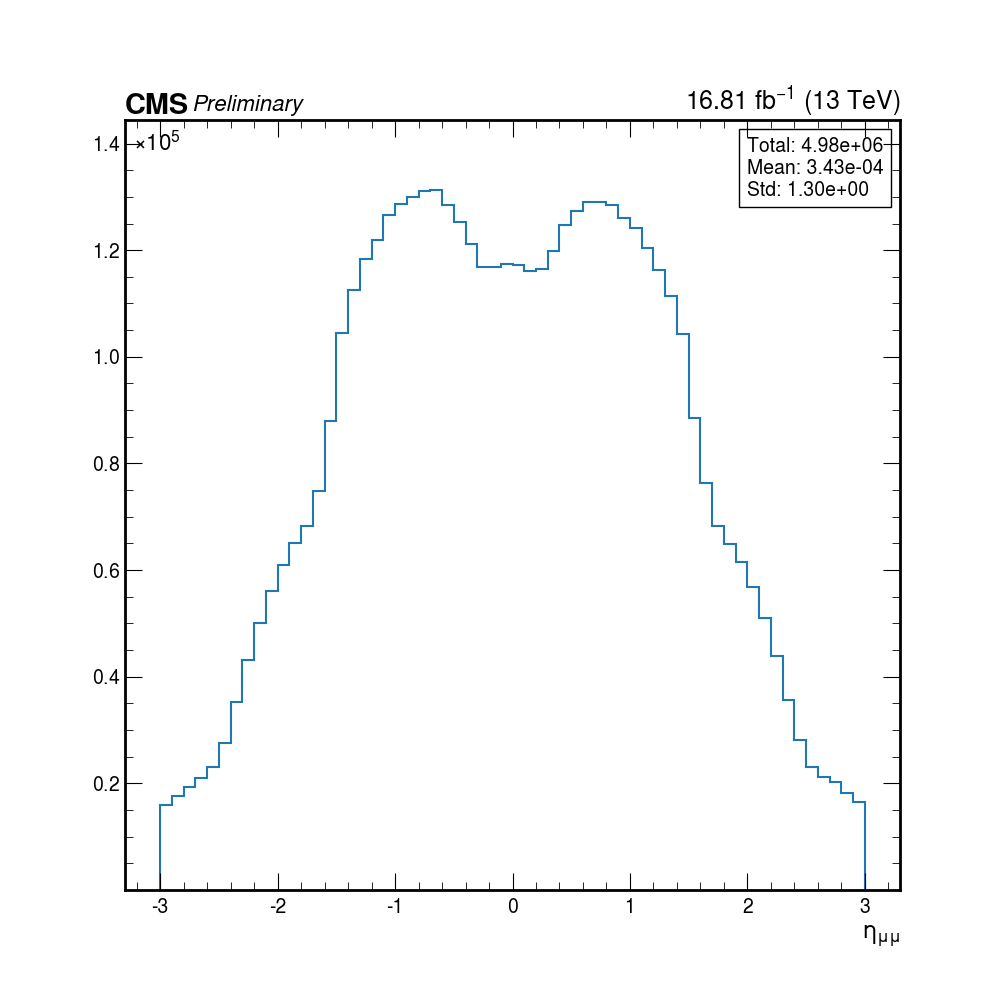 CMS Preliminary 16.81 fb⁻¹ (13 TeV)
×10⁵
Total: 4.98e+06
Mean: 3.43e-04
Std: 1.30e+00
1.4
1.2
1.0
0.8
0.6
0.4
0.2
-3 -2 -1 0 1 2 3
ημμ